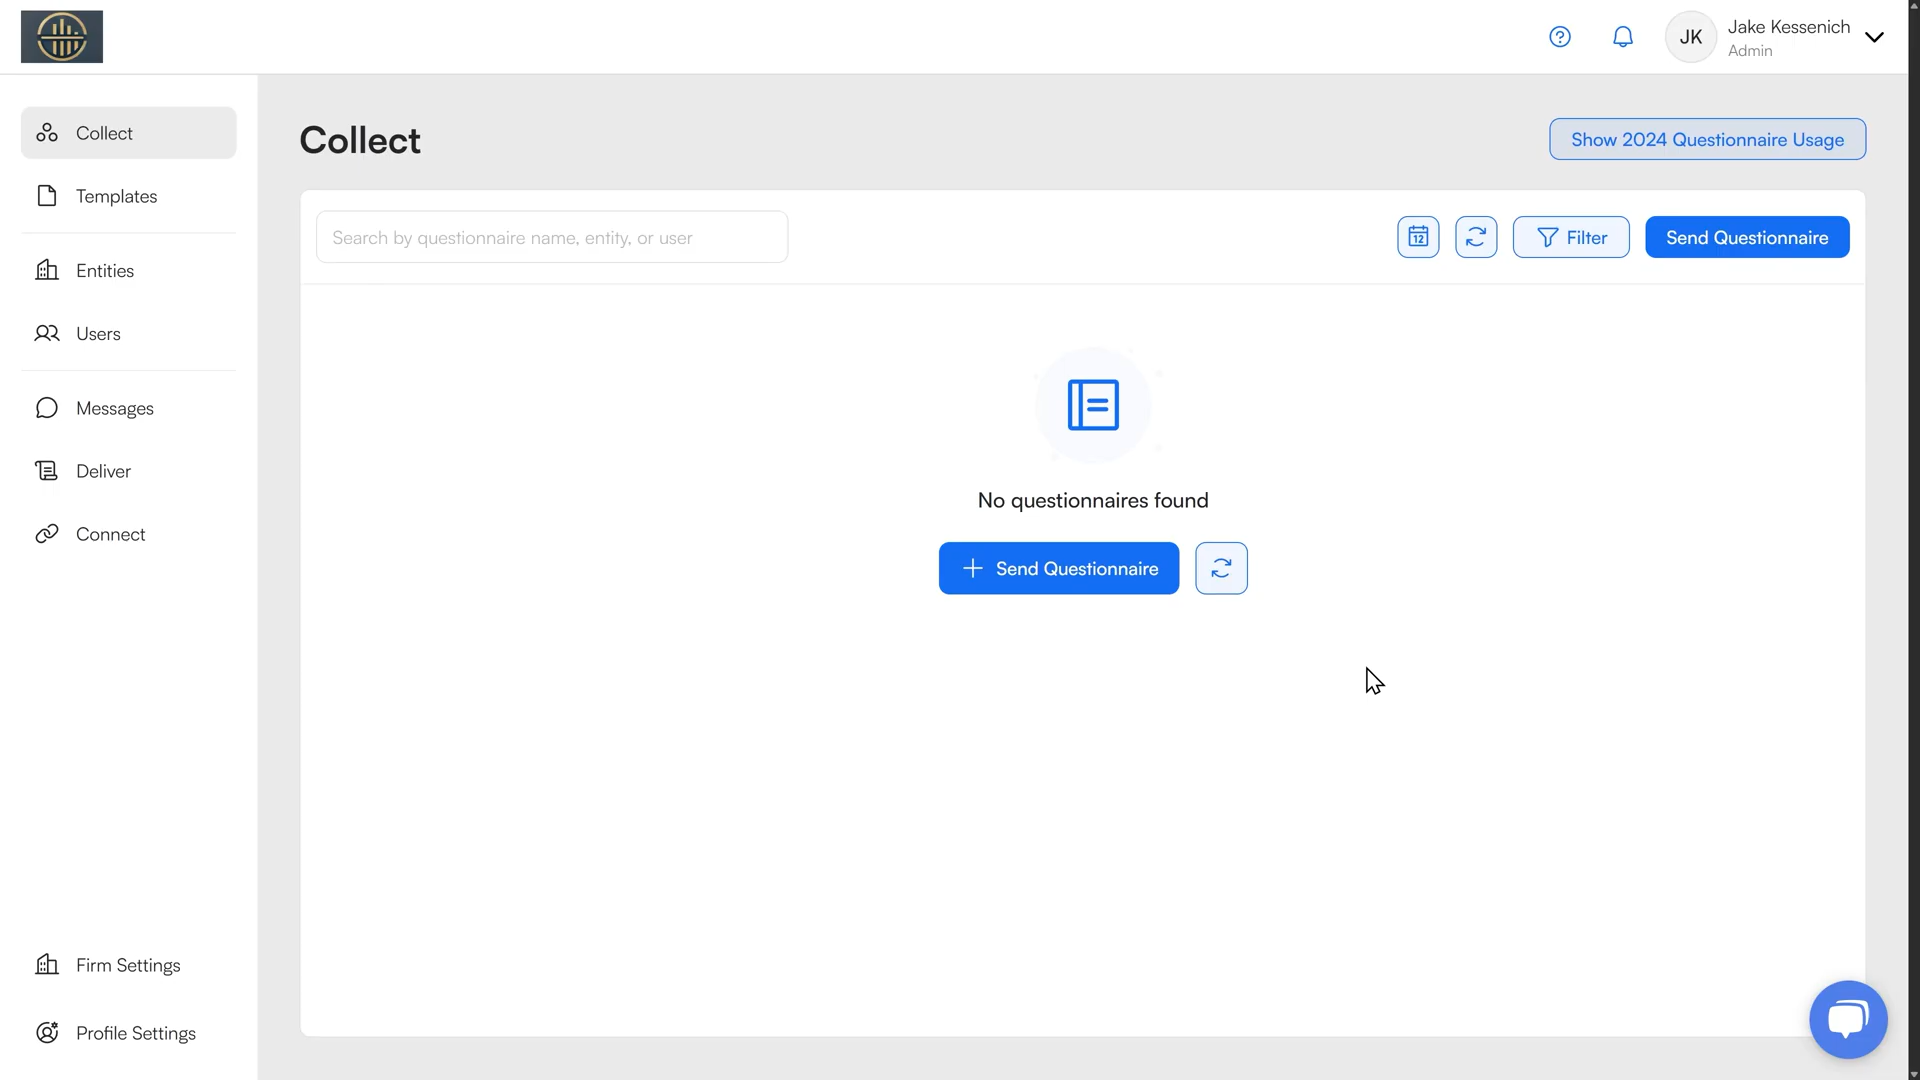 JK
Jake Kessenich
Admin
Collect
Templates
Entities
Users
Messages
Deliver
Connect
Firm Settings
Profile Settings
Collect
Show 2024 Questionnaire Usage
Search by questionnaire name, entity, or user
12
Filter
Send Questionnaire
No questionnaires found
Send Questionnaire